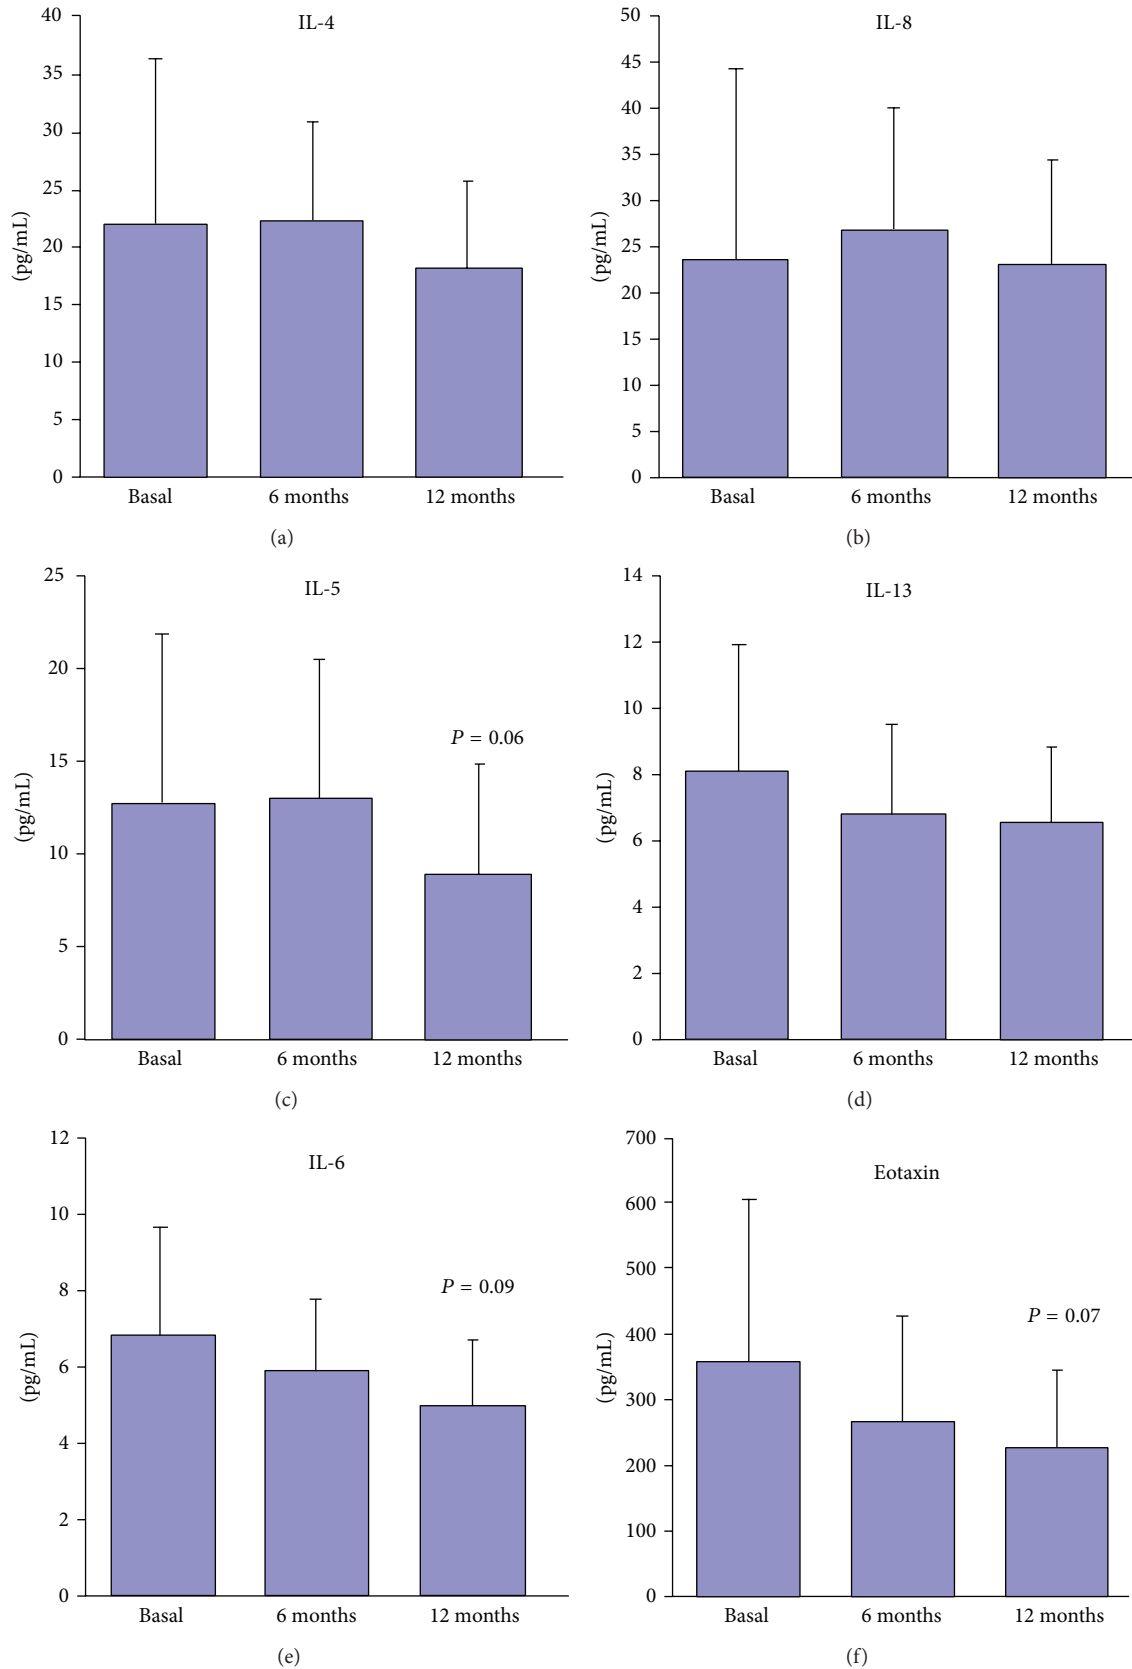 IL-4
40
35
30
25
20
15
10
5
0
(pg/mL)
Basal
6 months
12 months
(a)
IL-8
50
45
40
35
30
25
20
15
10
5
0
(pg/mL)
Basal
6 months
12 months
(b)
IL-5
25
20
15
10
5
0
(pg/mL)
P = 0.06
Basal
6 months
12 months
(c)
IL-13
14
12
10
8
6
4
2
0
(pg/mL)
Basal
6 months
12 months
(d)
IL-6
12
10
8
6
4
2
0
(pg/mL)
P = 0.09
Basal
6 months
12 months
(e)
Eotaxin
700
600
500
400
300
200
100
0
(pg/mL)
P = 0.07
Basal
6 months
12 months
(f)